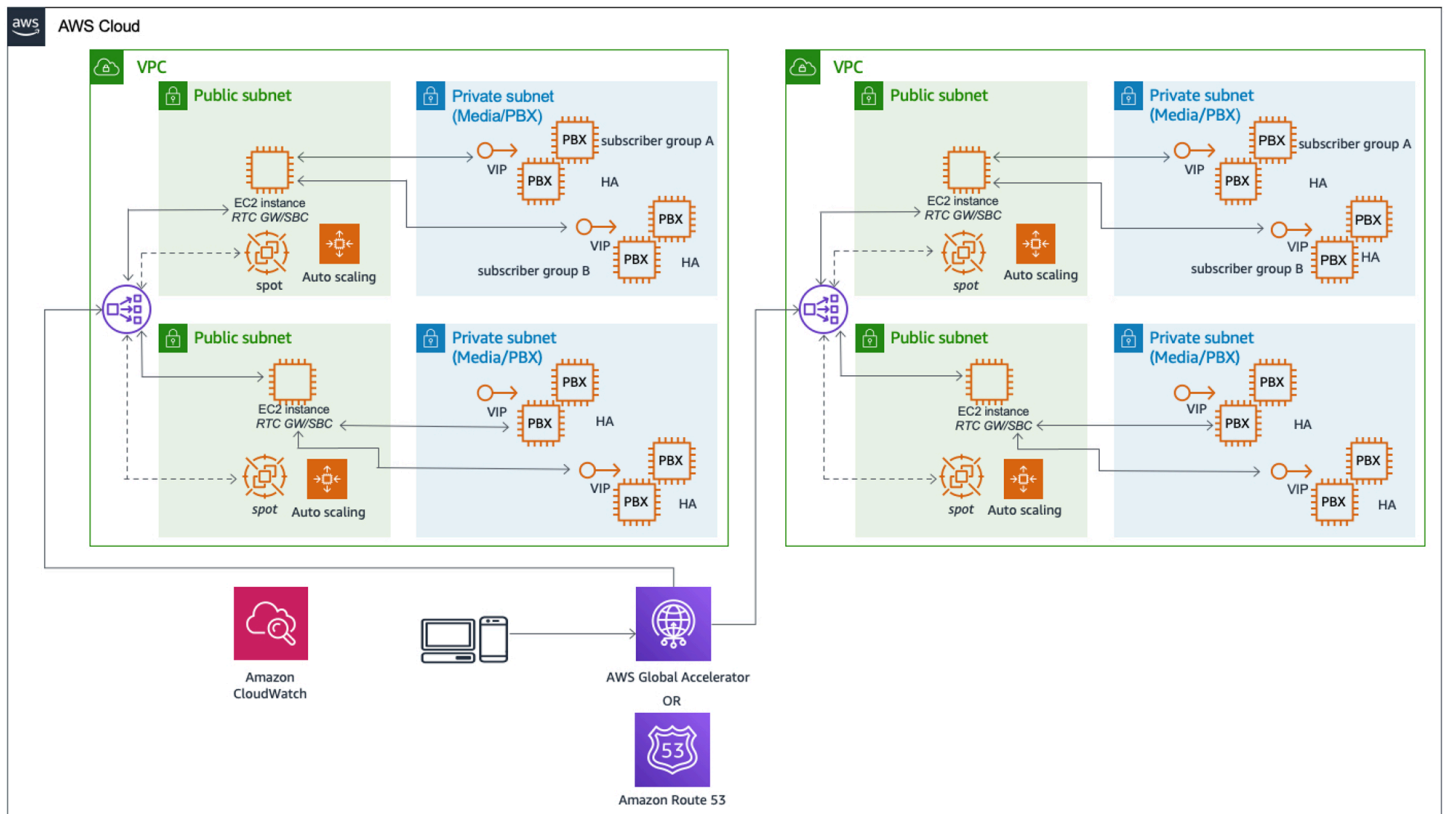 aws
AWS Cloud
VPC
Public subnet
EC2 instance
RTC GW/SBC
spot
Auto scaling
Private subnet
(Media/PBX)
PBX
subscriber group A
VIP
PBX
HA
PBX
VIP
PBX
HA
subscriber group B
Public subnet
EC2 instance
RTC GW/SBC
spot
Auto scaling
Private subnet
(Media/PBX)
PBX
VIP
PBX
HA
PBX
VIP
PBX
HA
VPC
Public subnet
EC2 instance
RTC GW/SBC
spot
Auto scaling
Private subnet
(Media/PBX)
PBX
subscriber group A
VIP
PBX
HA
PBX
VIP
PBX
HA
subscriber group B
Public subnet
EC2 instance
RTC GW/SBC
spot
Auto scaling
Private subnet
(Media/PBX)
PBX
VIP
PBX
HA
PBX
VIP
PBX
HA
Amazon
CloudWatch
AWS Global Accelerator
OR
53
Amazon Route 53